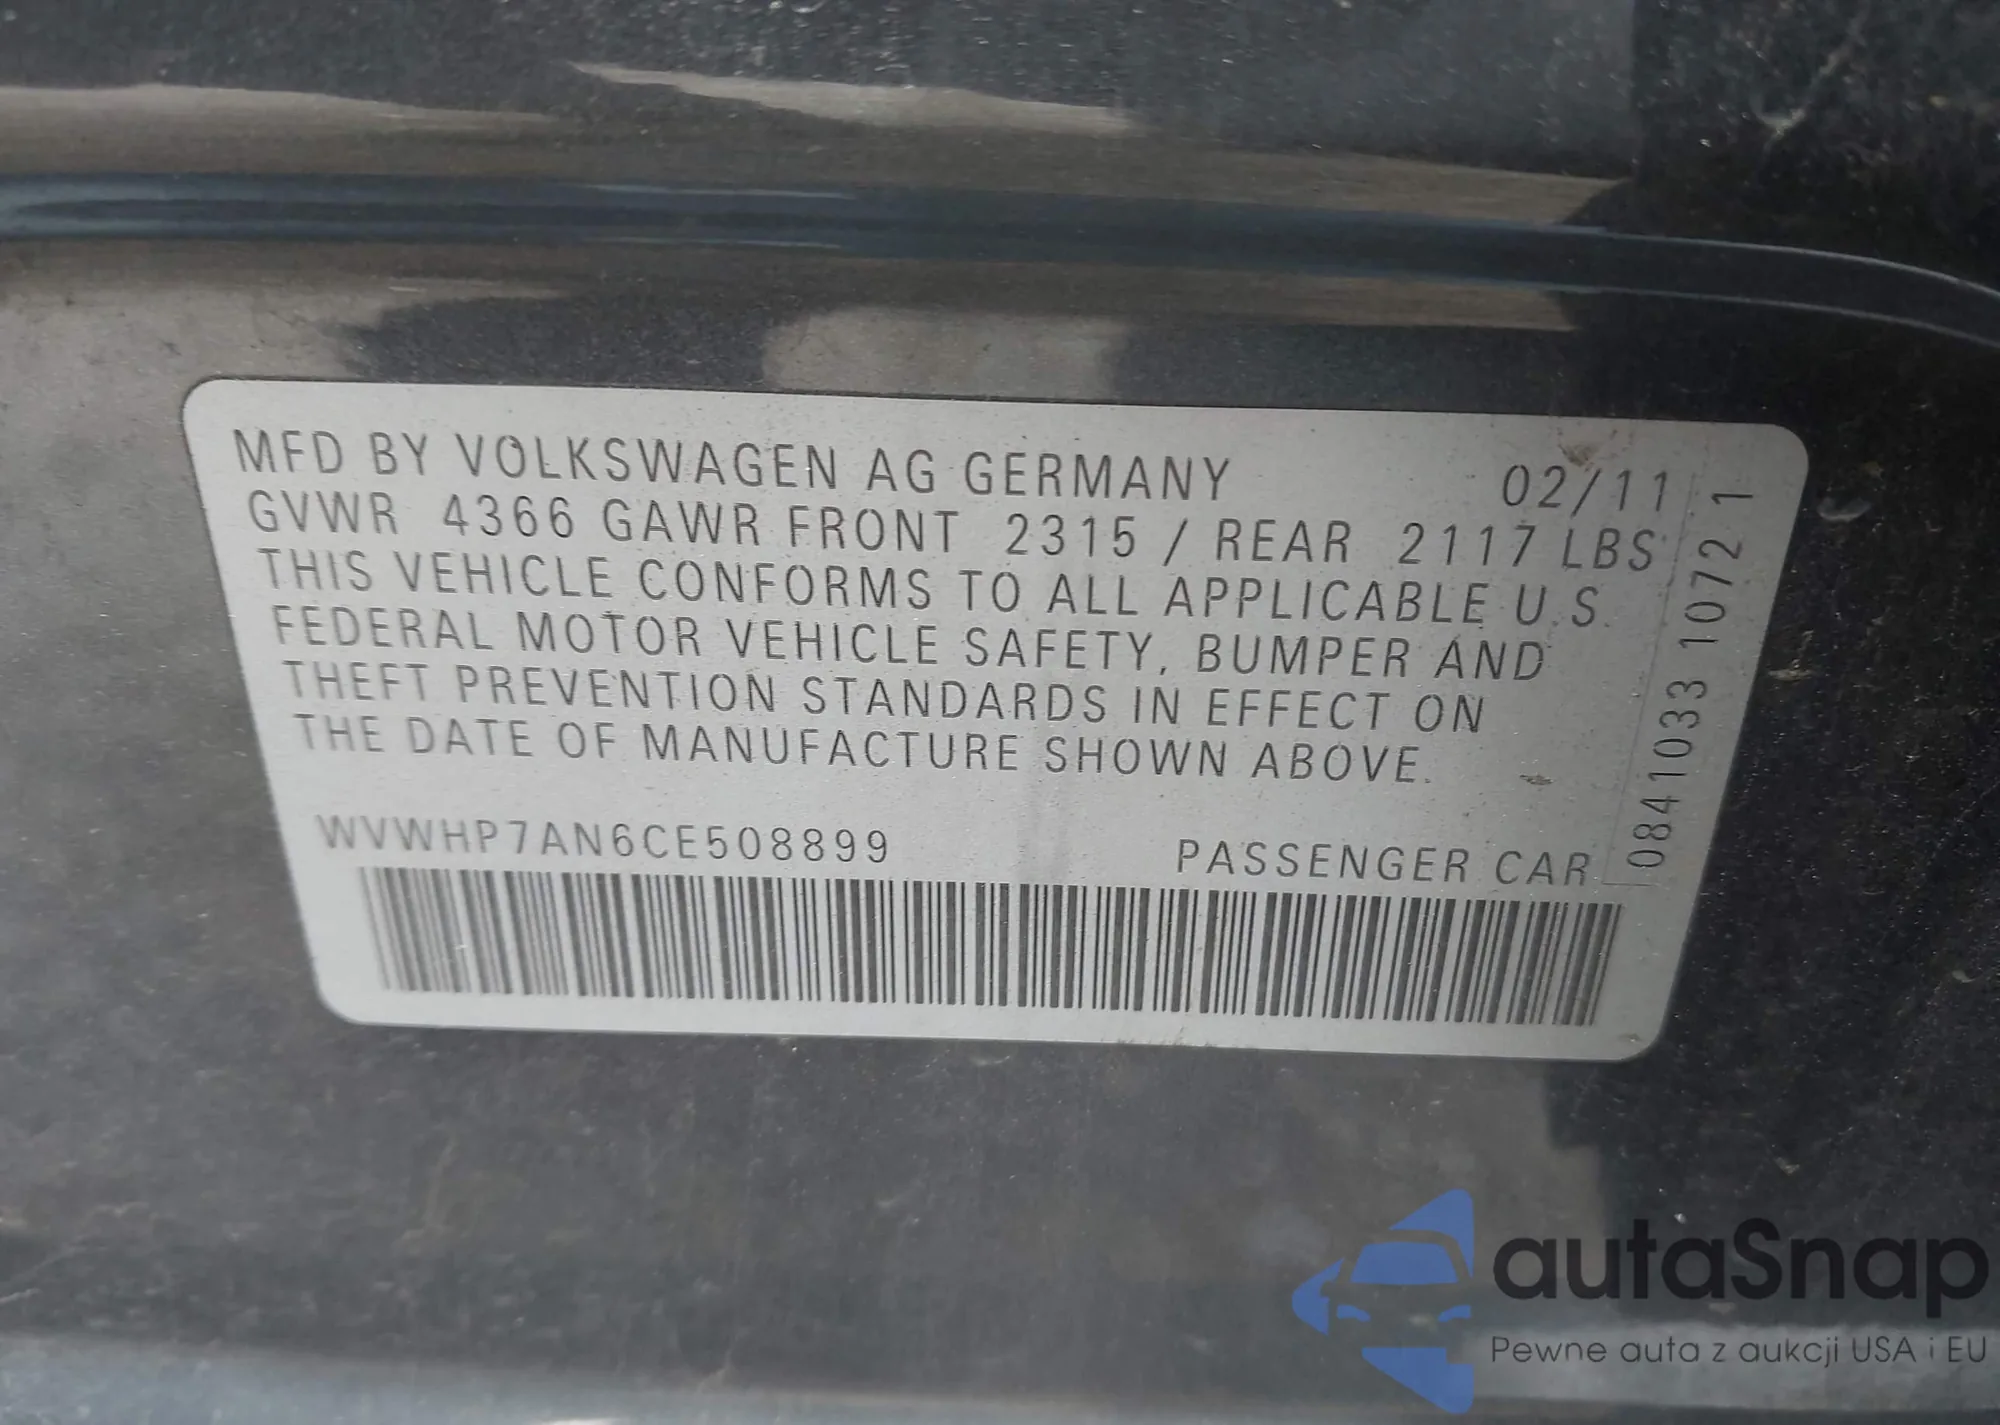 MFD BY VOLKSWAGEN AG GERMANY 02/11
GVWR 4366 GAWR FRONT 2315 / REAR 2117 LBS
THIS VEHICLE CONFORMS TO ALL APPLICABLE U.S.
FEDERAL MOTOR VEHICLE SAFETY, BUMPER AND
THEFT PREVENTION STANDARDS IN EFFECT ON
THE DATE OF MANUFACTURE SHOWN ABOVE.
WVWHP7AN6CE508899 PASSENGER CAR
0841033 1072 1
autaSnap
Pewne auta z aukcji USA i EU